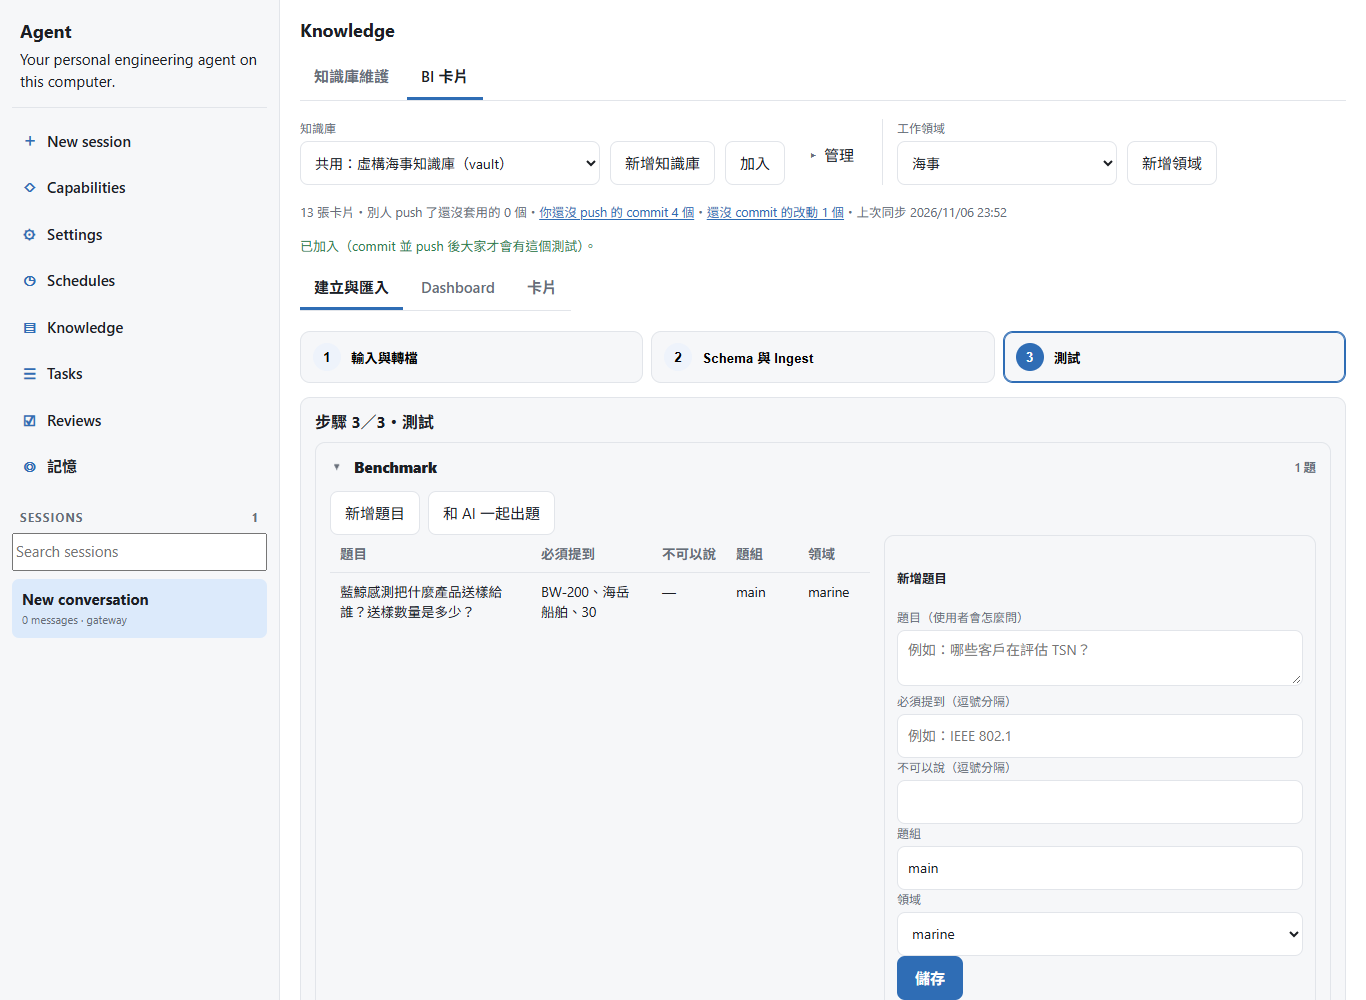 Agent
Your personal engineering agent on
this computer.
New session
Capabilities
Settings
Schedules
Knowledge
Tasks
Reviews
記憶
SESSIONS 1
Search sessions
New conversation
0 messages · gateway
Knowledge
知識庫維護 BI 卡片
知識庫 工作領域
共用：虛構海事知識庫（vault） 新增知識庫 加入 管理 海事 新增領域
13 張卡片・別人 push 了還沒套用的 0 個・你還沒 push 的 commit 4 個・還沒 commit 的改動 1 個・上次同步 2026/11/06 23:52
已加入（commit 並 push 後大家才會有這個測試）。
建立與匯入 Dashboard 卡片
1 輸入與轉檔 2 Schema 與 Ingest 3 測試
步驟 3／3・測試
Benchmark 1 題
新增題目 和 AI 一起出題
題目 必須提到 不可以說 題組 領域
藍鯨感測把什麼產品送樣給 BW-200、海岳 — main marine
誰？送樣數量是多少？ 船舶、30
新增題目
題目（使用者會怎麼問）
例如：哪些客戶在評估 TSN？
必須提到（逗號分隔）
例如：IEEE 802.1
不可以說（逗號分隔）
題組
main
領域
marine
儲存